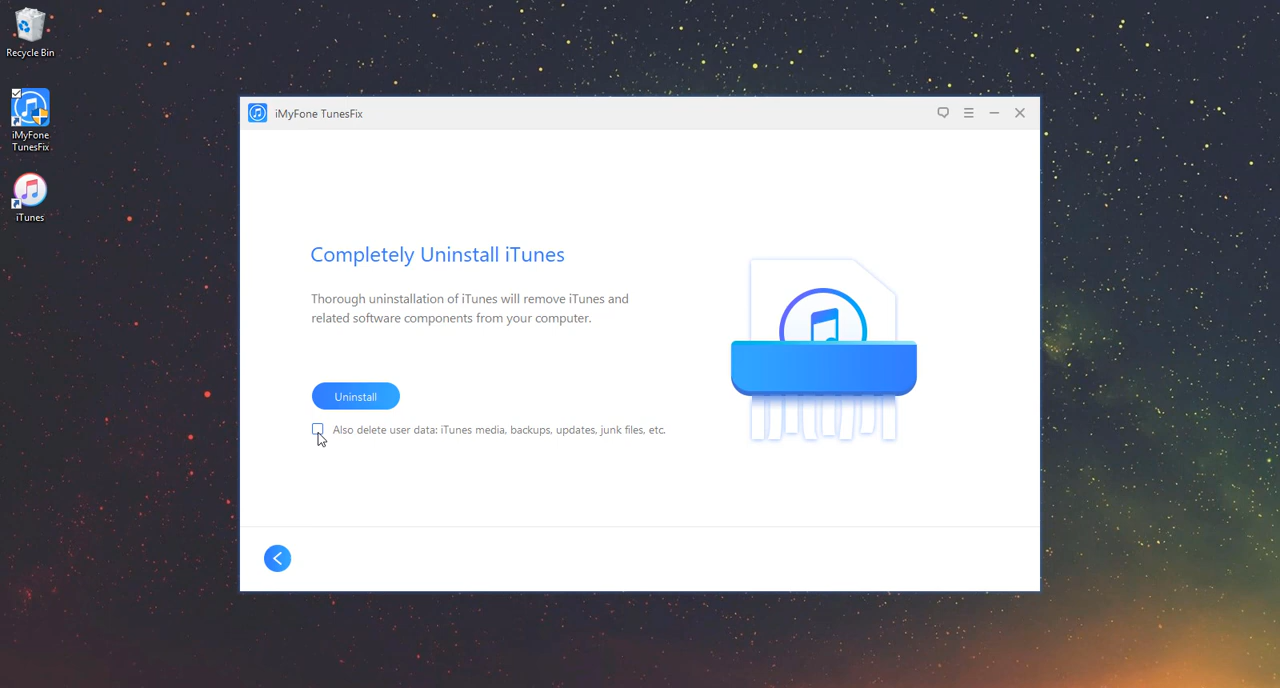 Recycle Bin
iMyFone
TunesFix
iTunes
iMyFone TunesFix
Completely Uninstall iTunes
Thorough uninstallation of iTunes will remove iTunes and
related software components from your computer.
Uninstall
Also delete user data: iTunes media, backups, updates, junk files, etc.